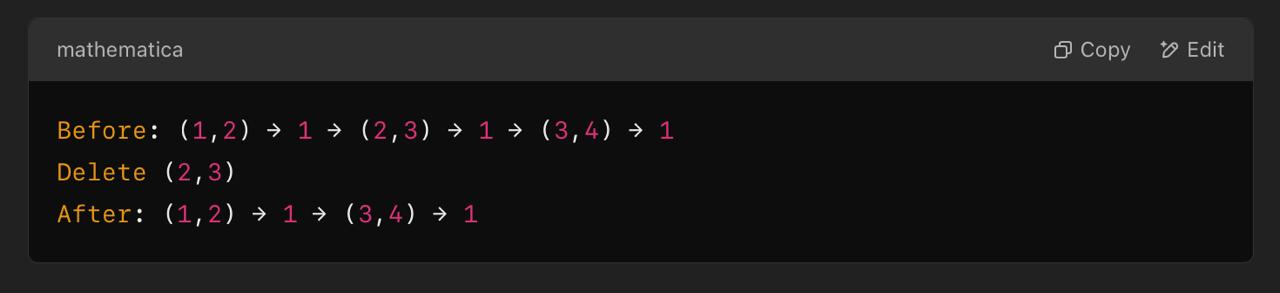 mathematica
Copy
Edit
Before: (1,2) → 1 → (2,3) → 1 → (3,4) → 1
Delete (2,3)
After: (1,2) → 1 → (3,4) → 1